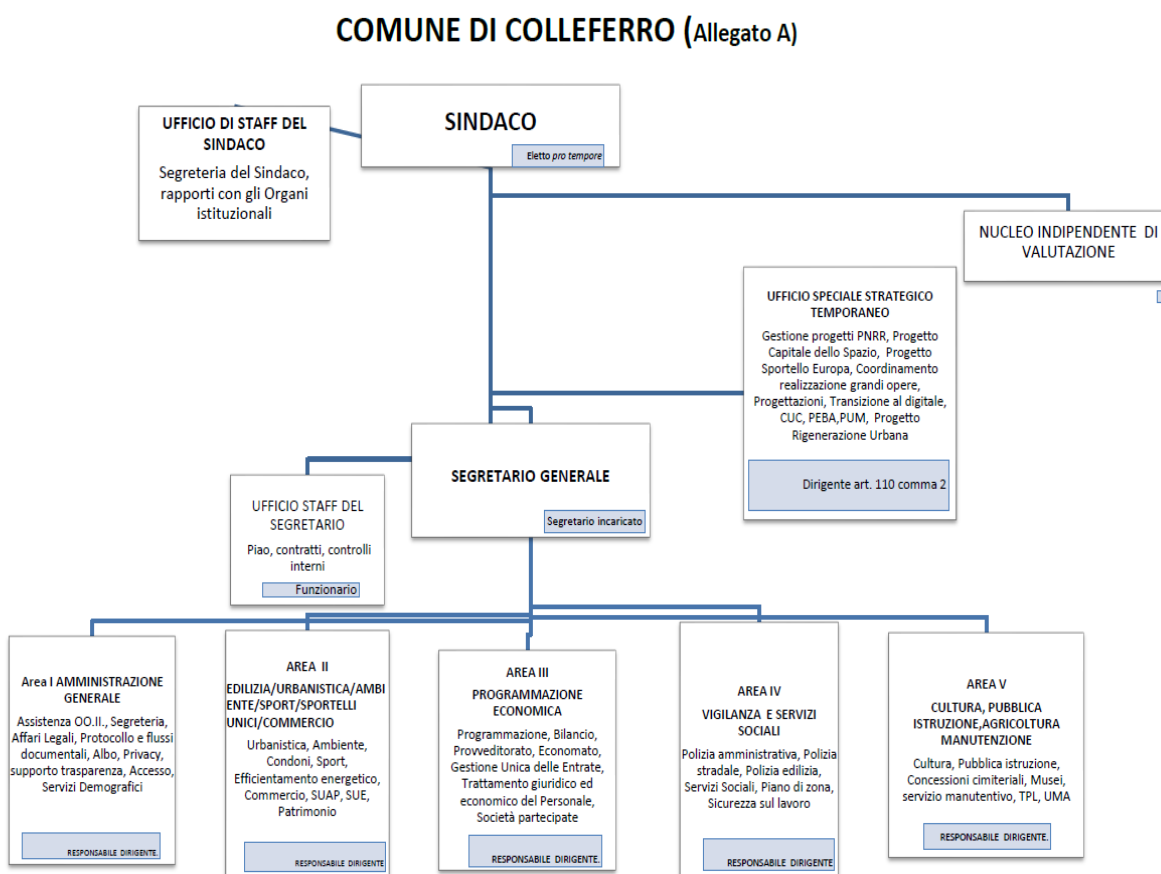 COMUNE DI COLLEFERRO (Allegato A)
UFFICIO DI STAFF DEL
SINDACO
Segreteria del Sindaco,
rapporti con gli Organi
istituzionali
SINDACO
Eletto pro tempore
NUCLEO INDIPENDENTE DI
VALUTAZIONE
UFFICIO SPECIALE STRATEGICO
TEMPORANEO
Gestione progetti PNRR, Progetto
Capitale dello Spazio, Progetto
Sportello Europa, Coordinamento
realizzazione grandi opere,
Progettazioni, Transizione al digitale,
CUC, PEBA,PUM, Progetto
Rigenerazione Urbana
Dirigente art. 110 comma 2
SEGRETARIO GENERALE
Segretario incaricato
UFFICIO STAFF DEL
SEGRETARIO
Piao, contratti, controlli
interni
Funzionario
Area I AMMINISTRAZIONE
GENERALE
Assistenza OO.II., Segreteria,
Affari Legali, Protocollo e flussi
documentali, Albo, Privacy,
supporto trasparenza, Accesso,
Servizi Demografici
RESPONSABILE DIRIGENTE.
AREA II
EDILIZIA/URBANISTICA/AMBI
ENTE/SPORT/SPORTELLI
UNICI/COMMERCIO
Urbanistica, Ambiente,
Condoni, Sport,
Efficientamento energetico,
Commercio, SUAP, SUE,
Patrimonio
RESPONSABILE DIRIGENTE
AREA III
PROGRAMMAZIONE
ECONOMICA
Programmazione, Bilancio,
Provveditorato, Economato,
Gestione Unica delle Entrate,
Trattamento giuridico ed
economico del Personale,
Società partecipate
RESPONSABILE DIRIGENTE.
AREA IV
VIGILANZA E SERVIZI
SOCIALI
Polizia amministrativa, Polizia
stradale, Polizia edilizia,
Servizi Sociali, Piano di zona,
Sicurezza sul lavoro
RESPONSABILE DIRIGENTE
AREA V
CULTURA, PUBBLICA
ISTRUZIONE,AGRICOLTURA
MANUTENZIONE
Cultura, Pubblica istruzione,
Concessioni cimiteriali, Musei,
servizio manutentivo, TPL, UMA
RESPONSABILE DIRIGENTE.